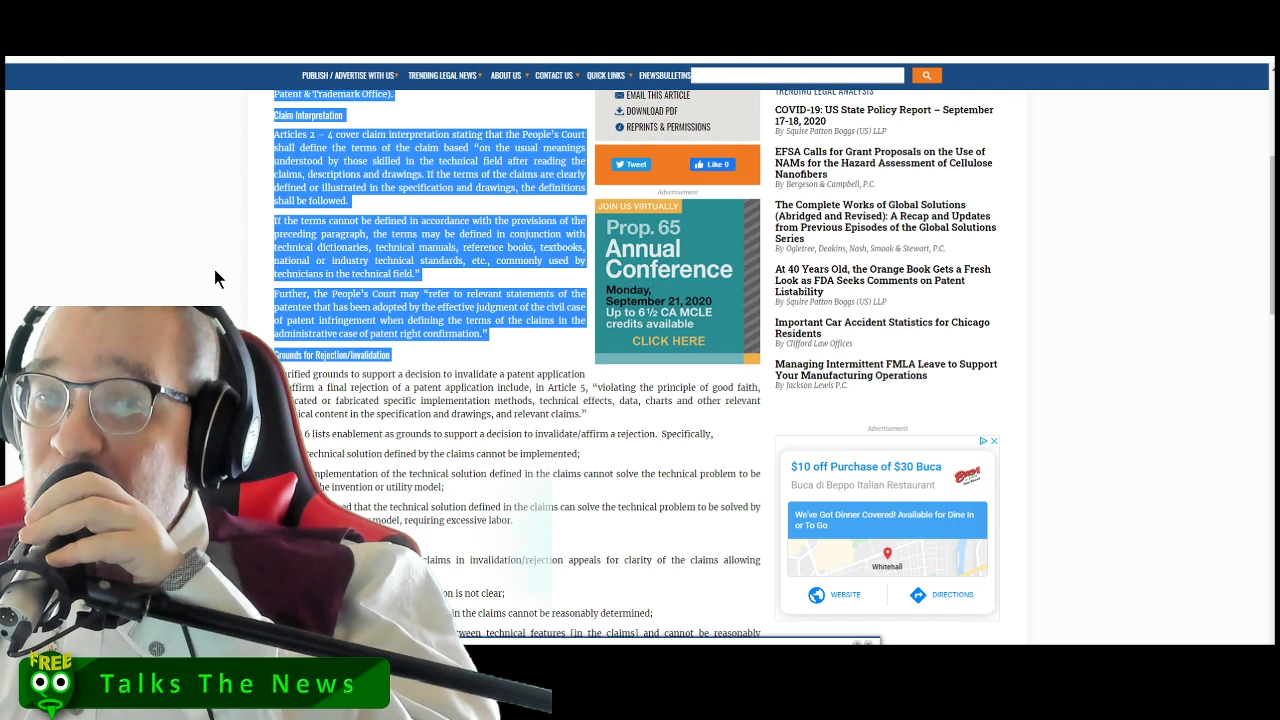 PUBLISH / ADVERTISE WITH US TRENDING LEGAL NEWS ABOUT US CONTACT US QUICK LINKS ENEWSBULLETINS
Patent & Trademark Office).
Claim Interpretation
Articles 2 – 4 cover claim interpretation stating that the People's Court
shall define the terms of the claim based “on the usual meanings
understood by those skilled in the technical field after reading the
claims, descriptions and drawings. If the terms of the claims are clearly
defined or illustrated in the specification and drawings, the definitions
shall be followed.
If the terms cannot be defined in accordance with the provisions of the
preceding paragraph, the terms may be defined in conjunction with
technical dictionaries, technical manuals, reference books, textbooks,
national or industry technical standards, etc., commonly used by
technicians in the technical field.”
Further, the People's Court may “refer to relevant statements of the
patentee that has been adopted by the effective judgment of the civil case
of patent infringement when defining the terms of the claims in the
administrative case of patent right confirmation.”
Grounds for Rejection/Invalidation
grounds to support a decision to invalidate a patent application
affirm a final rejection of a patent application include, in Article 5, “violating the principle of good faith,
or fabricated specific implementation methods, technical effects, data, charts and other relevant
content in the specification and drawings, and relevant claims.”
6 lists enablement as grounds to support a decision to invalidate/affirm a rejection. Specifically,
technical solution defined by the claims cannot be implemented;
implementation of the technical solution defined in the claims cannot solve the technical problem to be
the invention or utility model;
that the technical solution defined in the claims can solve the technical problem to be solved by
model, requiring excessive labor.
claims in invalidation/rejection appeals for clarity of the claims allowing
is not clear;
in the claims cannot be reasonably determined;
between technical features [in the claims] and cannot be reasonably
EMAIL THIS ARTICLE
DOWNLOAD PDF
REPRINTS & PERMISSIONS
Tweet Like 0
Advertisement
JOIN US VIRTUALLY
Prop. 65
Annual
Conference
Monday,
September 21, 2020
Up to 6 ½ CA MCLE
credits available
CLICK HERE
TRENDING LEGAL ANALYSIS
COVID-19: US State Policy Report – September
17-18, 2020
By Squire Patton Boggs (US) LLP
EFSA Calls for Grant Proposals on the Use of
NAMs for the Hazard Assessment of Cellulose
Nanofibers
By Bergeson & Campbell, P.C.
The Complete Works of Global Solutions
(Abridged and Revised): A Recap and Updates
from Previous Episodes of the Global Solutions
Series
By Ogletree, Deakins, Nash, Smoak & Stewart, P.C.
At 40 Years Old, the Orange Book Gets a Fresh
Look as FDA Seeks Comments on Patent
Listability
By Squire Patton Boggs (US) LLP
Important Car Accident Statistics for Chicago
Residents
By Clifford Law Offices
Managing Intermittent FMLA Leave to Support
Your Manufacturing Operations
By Jackson Lewis P.C.
Advertisement
$10 off Purchase of $30 Buca
Buca di Beppo Italian Restaurant
BUCA
We've Got Dinner Covered! Available for Dine In
or To Go
Whitehall
WEBSITE DIRECTIONS
FREE
Talks The News